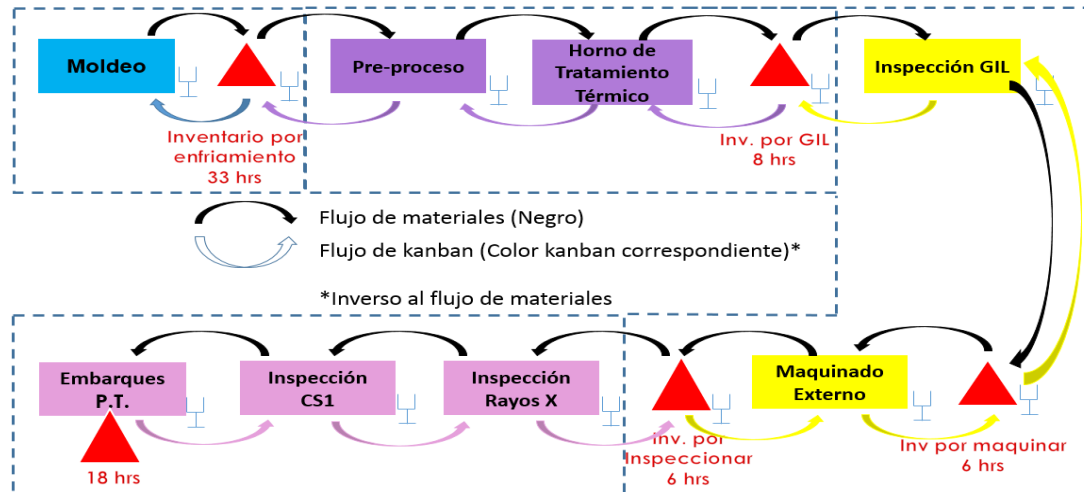 Moldeo
Pre-proceso
Horno de
Tratamiento
Térmico
Inspección GIL
Inventario por
enfriamiento
33 hrs
Inv. por GIL
8 hrs
Flujo de materiales (Negro)
Flujo de kanban (Color kanban correspondiente)*
*Inverso al flujo de materiales
Embarques
P.T.
Inspección
CS1
Inspección
Rayos X
Maquinado
Externo
18 hrs
Inv. por
Inspeccionar
6 hrs
Inv por maquinar
6 hrs